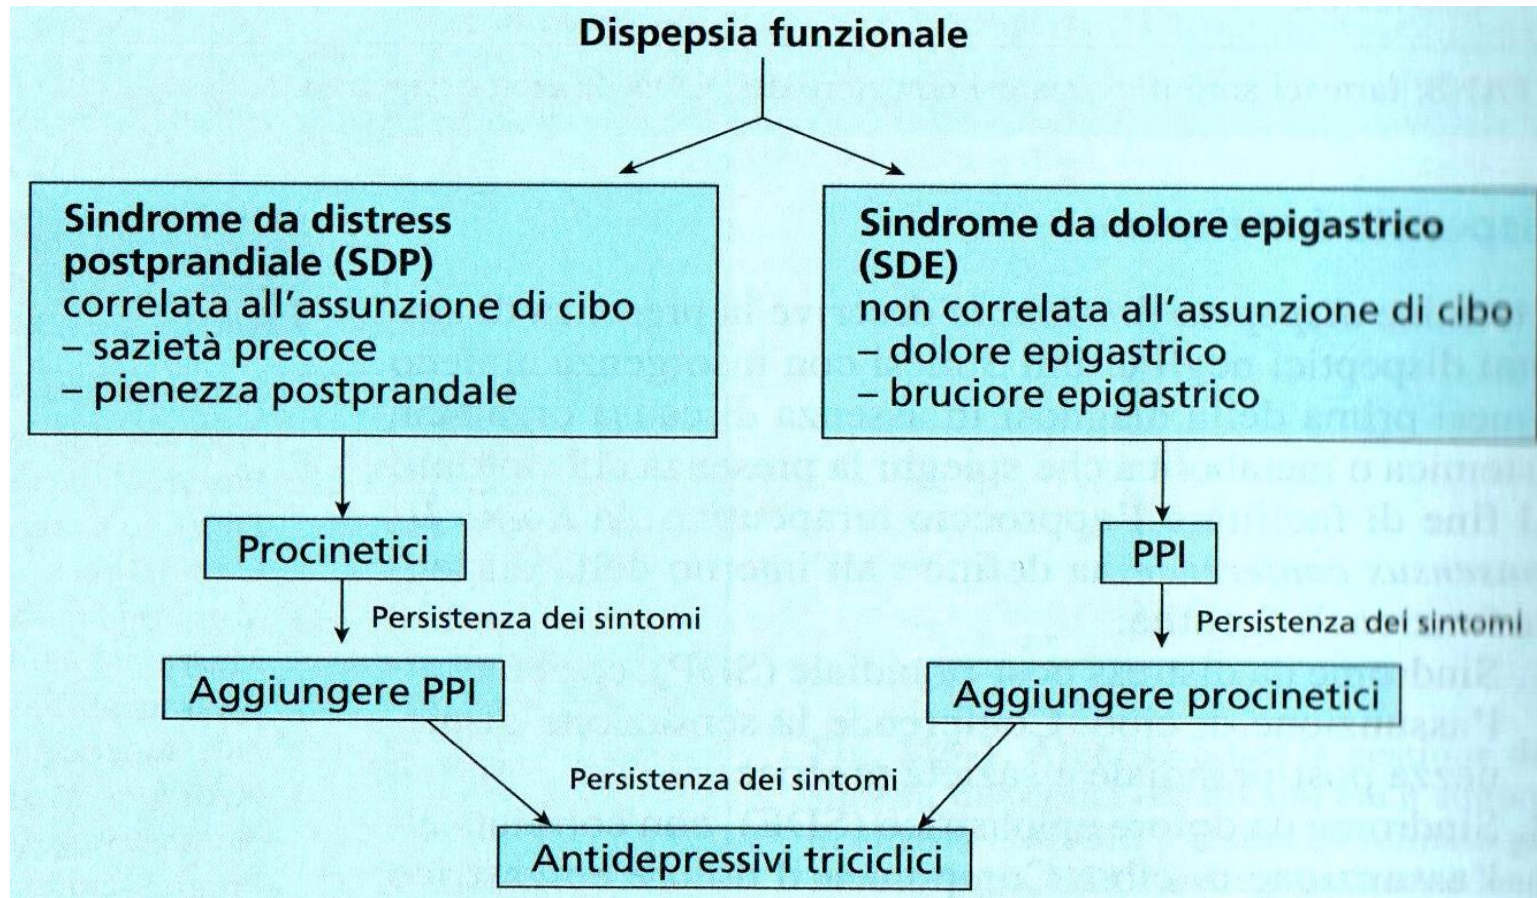 Dispepsia funzionale
Sindrome da distress
postprandiale (SDP)
correlata all'assunzione di cibo
– sazietà precoce
– pienezza postprandale
Sindrome da dolore epigastrico
(SDE)
non correlata all'assunzione di cibo
– dolore epigastrico
– bruciore epigastrico
Procinetici
PPI
Persistenza dei sintomi
Persistenza dei sintomi
Aggiungere PPI
Aggiungere procinetici
Persistenza dei sintomi
Antidepressivi triciclici